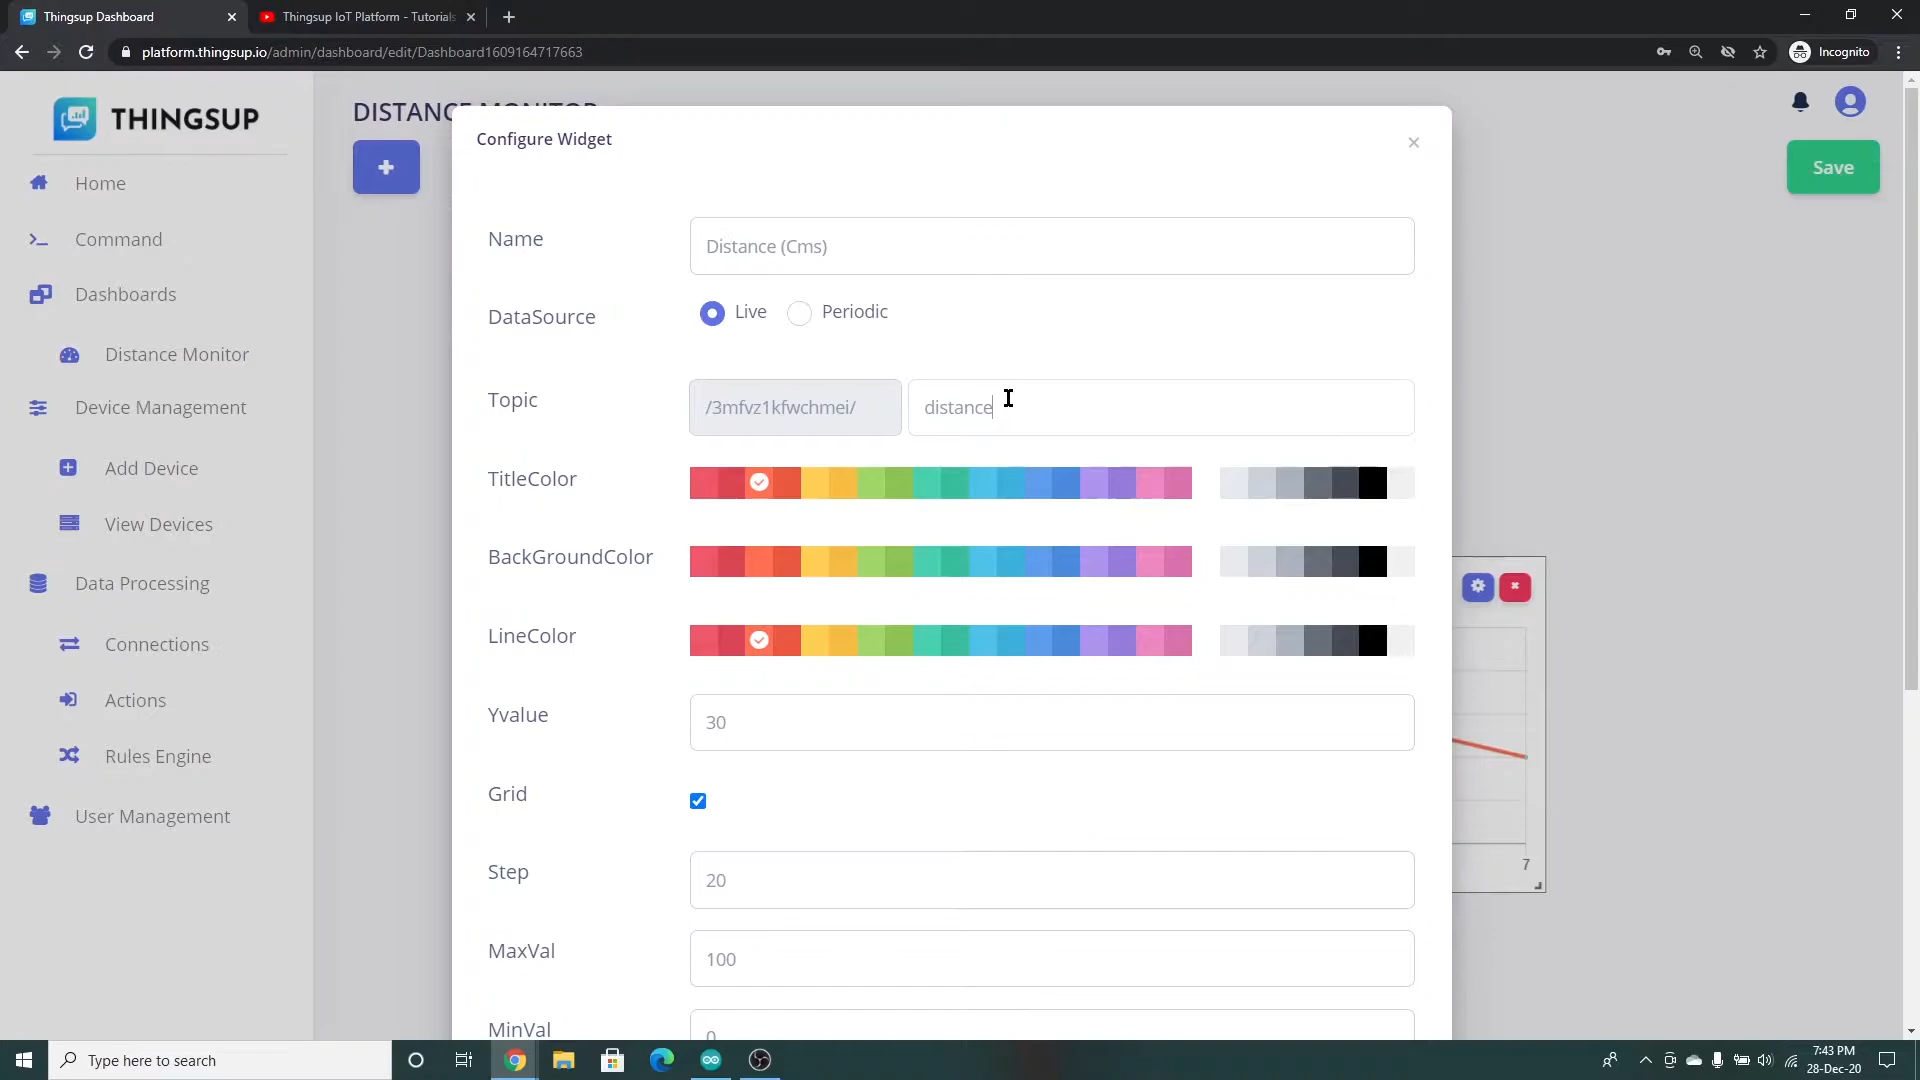 Thingsup Dashboard
Thingsup IoT Platform - Tutorials
platform.thingsup.io/admin/dashboard/edit/Dashboard1609164717663
Incognito
THINGSUP
Home
Command
Dashboards
Distance Monitor
Device Management
Add Device
View Devices
Data Processing
Connections
Actions
Rules Engine
User Management
DISTANCE MONITOR
Save
Configure Widget
Name
Distance (Cms)
DataSource
Live
Periodic
Topic
/3mfvz1kfwchmei/
distance
TitleColor
BackGroundColor
LineColor
Yvalue
30
Grid
Step
20
MaxVal
100
MinVal
0
7
Type here to search
7:43 PM
28-Dec-20